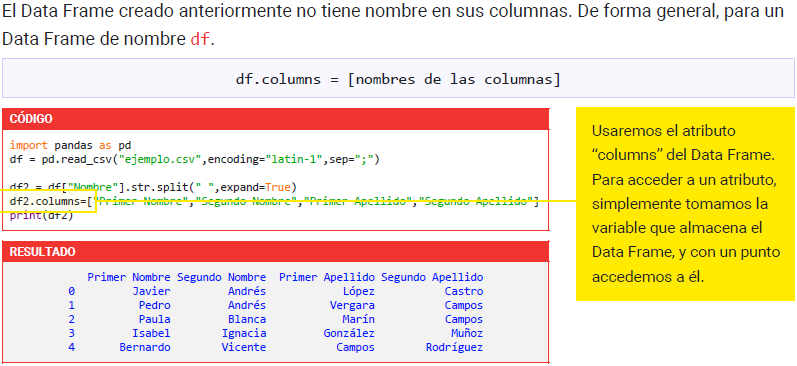 El Data Frame creado anteriormente no tiene nombre en sus columnas. De forma general, para un
Data Frame de nombre df.
df.columns = [nombres de las columnas]
CÓDIGO
import pandas as pd
df = pd.read_csv("ejemplo.csv",encoding="latin-1",sep=";")
df2 = df["Nombre"].str.split(" ",expand=True)
df2.columns=["Primer Nombre","Segundo Nombre","Primer Apellido","Segundo Apellido"]
print(df2)
Usaremos el atributo
“columns” del Data Frame.
Para acceder a un atributo,
simplemente tomamos la
variable que almacena el
Data Frame, y con un punto
accedemos a él.
RESULTADO
Primer Nombre Segundo Nombre Primer Apellido Segundo Apellido
0 Javier Andrés López Castro
1 Pedro Andrés Vergara Campos
2 Paula Blanca Marín Campos
3 Isabel Ignacia González Muñoz
4 Bernardo Vicente Campos Rodríguez